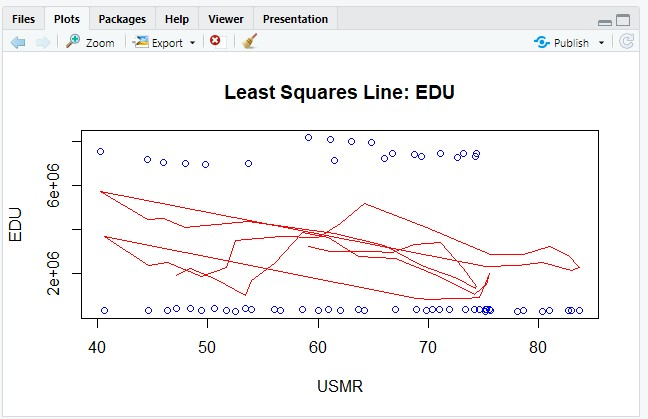 Files Plots Packages Help Viewer Presentation
Zoom Export Publish
Least Squares Line: EDU
EDU
6e+06
2e+06
40 50 60 70 80
USMR